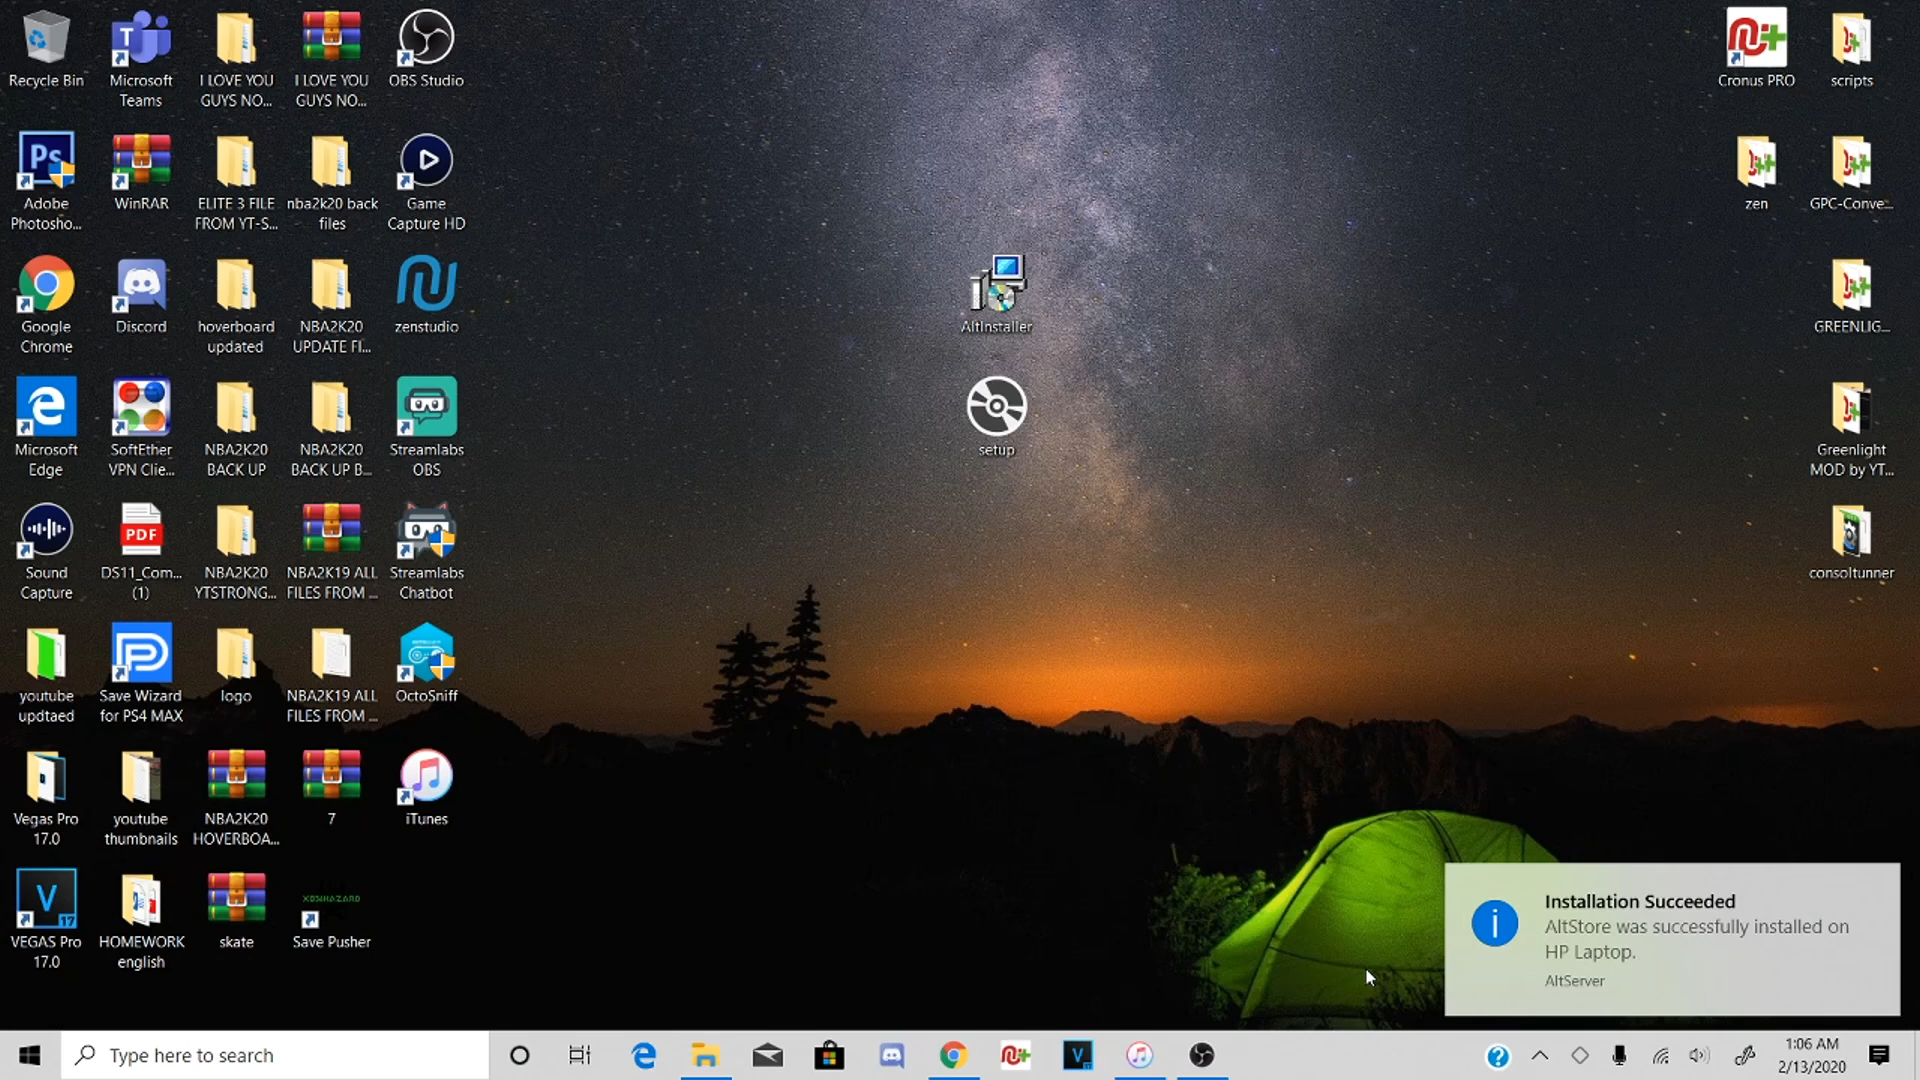 Recycle Bin
Microsoft
Teams
I LOVE YOU
GUYS NO...
I LOVE YOU
GUYS NO...
OBS Studio
Cronus PRO
scripts
Ps
Adobe
Photosho...
WinRAR
ELITE 3 FILE
FROM YT-S...
nba2k20 back
files
Game
Capture HD
zen
GPC-Conve...
Google
Chrome
Discord
hoverboard
updated
NBA2K20
UPDATE FI...
zenstudio
AltInstaller
GREENLIG...
Microsoft
Edge
SoftEther
VPN Clie...
NBA2K20
BACK UP
NBA2K20
BACK UP B...
Streamlabs
OBS
setup
Greenlight
MOD by YT...
Sound
Capture
PDF
DS11_Com...
(1)
NBA2K20
YTSTRONG...
NBA2K19 ALL
FILES FROM ...
Streamlabs
Chatbot
consoltunner
youtube
updtaed
Save Wizard
for PS4 MAX
logo
NBA2K19 ALL
FILES FROM ...
OctoSniff
Vegas Pro
17.0
youtube
thumbnails
NBA2K20
HOVERBOA...
7
iTunes
V
17
VEGAS Pro
17.0
HOMEWORK
english
skate
Save Pusher
Installation Succeeded
AltStore was successfully installed on
HP Laptop.
AltServer
Type here to search
1:06 AM
2/13/2020